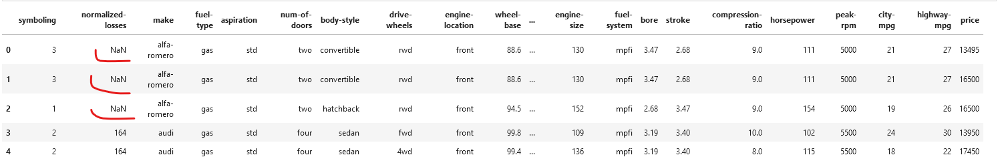 symboling normalized-losses make fuel-type aspiration num-of-doors body-style drive-wheels engine-location wheel-base ... engine-size fuel-system bore stroke compression-ratio horsepower peak-rpm city-mpg highway-mpg price
0 3 NaN alfa-romero gas std two convertible rwd front 88.6 ... 130 mpfi 3.47 2.68 9.0 111 5000 21 27 13495
1 3 NaN alfa-romero gas std two convertible rwd front 88.6 ... 130 mpfi 3.47 2.68 9.0 111 5000 21 27 16500
2 1 NaN alfa-romero gas std two hatchback rwd front 94.5 ... 152 mpfi 2.68 3.47 9.0 154 5000 19 26 16500
3 2 164 audi gas std four sedan fwd front 99.8 ... 109 mpfi 3.19 3.40 10.0 102 5500 24 30 13950
4 2 164 audi gas std four sedan 4wd front 99.4 ... 136 mpfi 3.19 3.40 8.0 115 5500 18 22 17450